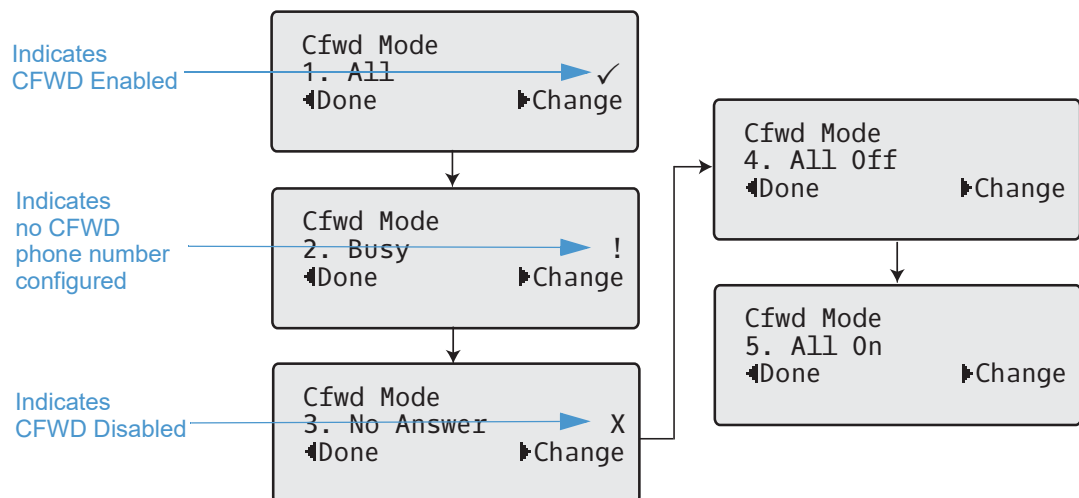 Indicates
CFWD Enabled
Cfwd Mode
1. All ✓
◀Done ▶Change
Indicates
no CFWD
phone number
configured
Cfwd Mode
2. Busy !
◀Done ▶Change
Indicates
CFWD Disabled
Cfwd Mode
3. No Answer X
◀Done ▶Change
Cfwd Mode
4. All Off
◀Done ▶Change
Cfwd Mode
5. All On
◀Done ▶Change